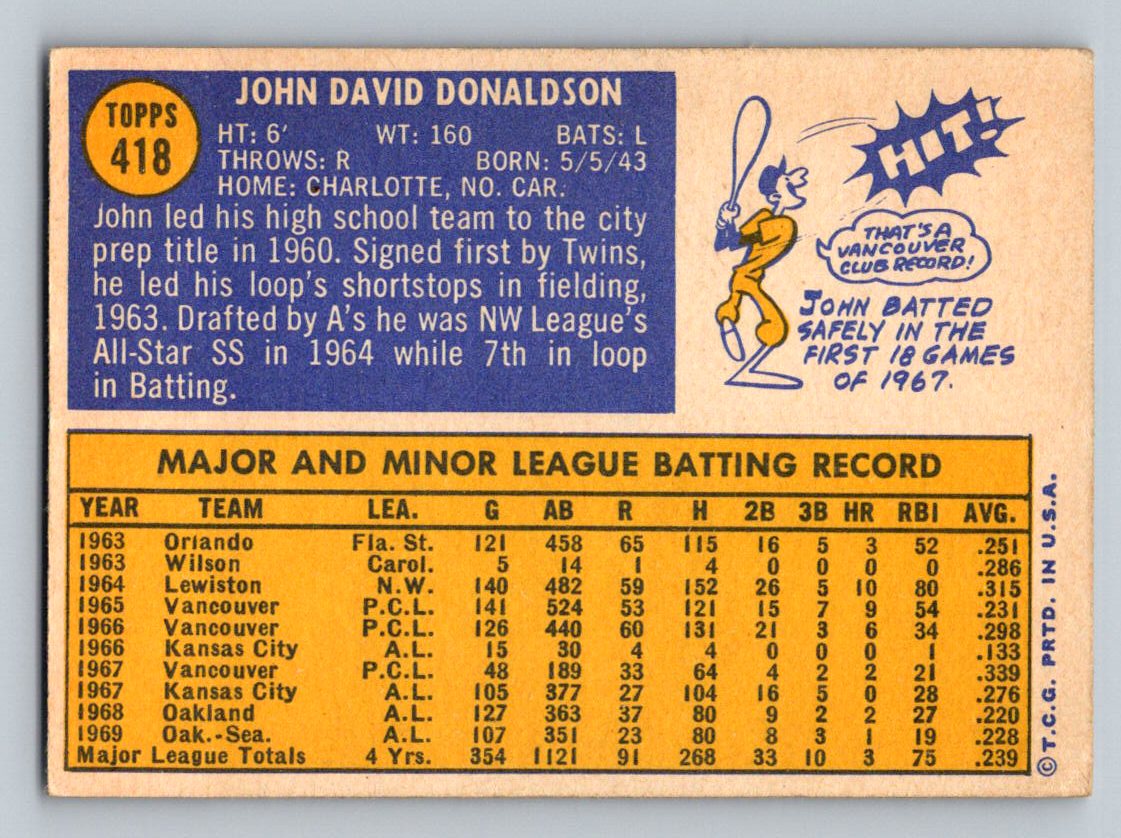 TOPPS
418
JOHN DAVID DONALDSON
HT: 6' WT: 160 BATS: L
THROWS: R BORN: 5/5/43
HOME: CHARLOTTE, NO. CAR.
John led his high school team to the city
prep title in 1960. Signed first by Twins,
he led his loop's shortstops in fielding,
1963. Drafted by A's he was NW League's
All-Star SS in 1964 while 7th in loop
in Batting.
HIT!
THAT'S A
VANCOUVER
CLUB RECORD!
JOHN BATTED
SAFELY IN THE
FIRST 18 GAMES
OF 1967.
MAJOR AND MINOR LEAGUE BATTING RECORD
YEAR TEAM LEA. G AB R H 2B 3B HR RBI AVG.
1963 Orlando Fla. St. 121 458 65 115 16 5 3 52 .251
1963 Wilson Carol. 5 14 1 4 0 0 0 0 .286
1964 Lewiston N.W. 140 482 59 152 26 5 10 80 .315
1965 Vancouver P.C.L. 141 524 53 121 15 7 9 54 .231
1966 Vancouver P.C.L. 126 440 60 131 21 3 6 34 .298
1966 Kansas City A.L. 15 30 4 4 0 0 0 1 .133
1967 Vancouver P.C.L. 48 189 33 64 4 2 2 21 .339
1967 Kansas City A.L. 105 377 27 104 16 5 0 28 .276
1968 Oakland A.L. 127 363 37 80 9 2 2 27 .220
1969 Oak.-Sea. A.L. 107 351 23 80 8 3 1 19 .228
Major League Totals 4 Yrs. 354 1121 91 268 33 10 3 75 .239
© T.C.G. PRTD. IN U.S.A.